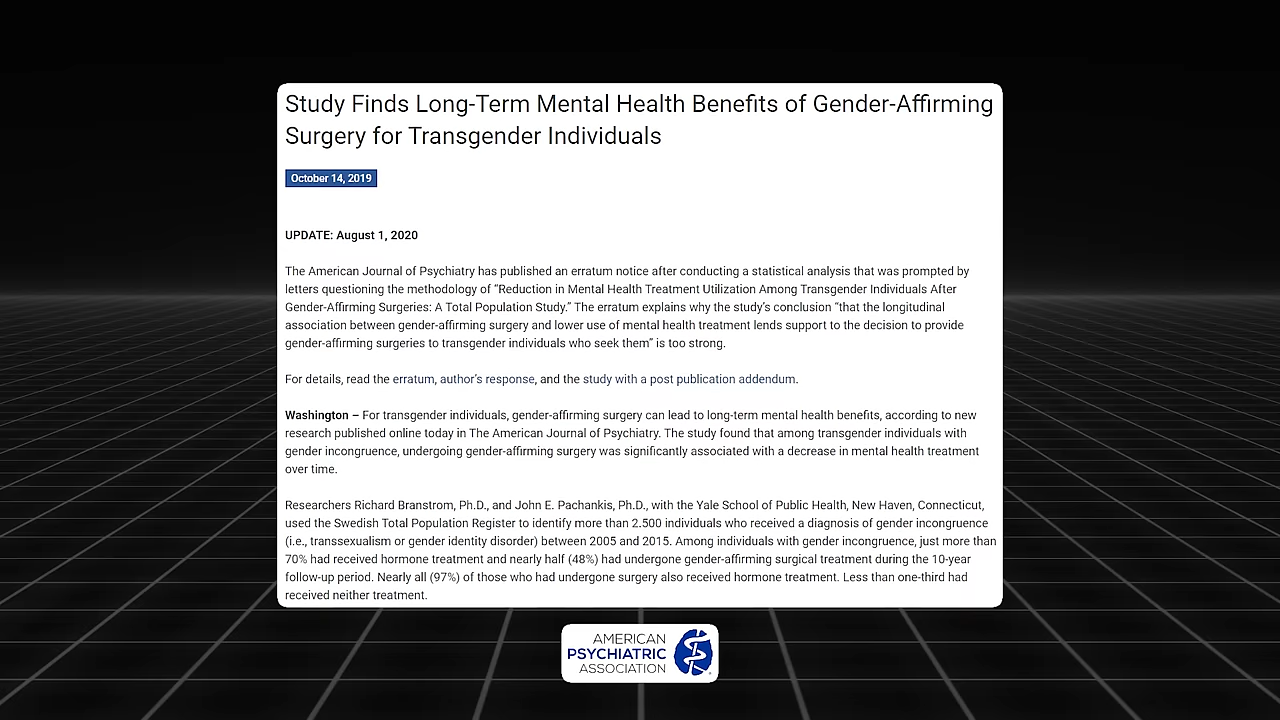 Study Finds Long-Term Mental Health Benefits of Gender-Affirming
Surgery for Transgender Individuals
October 14, 2019
UPDATE: August 1, 2020
The American Journal of Psychiatry has published an erratum notice after conducting a statistical analysis that was prompted by
letters questioning the methodology of “Reduction in Mental Health Treatment Utilization Among Transgender Individuals After
Gender-Affirming Surgeries: A Total Population Study.” The erratum explains why the study’s conclusion “that the longitudinal
association between gender-affirming surgery and lower use of mental health treatment lends support to the decision to provide
gender-affirming surgeries to transgender individuals who seek them” is too strong.
For details, read the erratum, author’s response, and the study with a post publication addendum.
Washington – For transgender individuals, gender-affirming surgery can lead to long-term mental health benefits, according to new
research published online today in The American Journal of Psychiatry. The study found that among transgender individuals with
gender incongruence, undergoing gender-affirming surgery was significantly associated with a decrease in mental health treatment
over time.
Researchers Richard Branstrom, Ph.D., and John E. Pachankis, Ph.D., with the Yale School of Public Health, New Haven, Connecticut,
used the Swedish Total Population Register to identify more than 2.500 individuals who received a diagnosis of gender incongruence
(i.e., transsexualism or gender identity disorder) between 2005 and 2015. Among individuals with gender incongruence, just more than
70% had received hormone treatment and nearly half (48%) had undergone gender-affirming surgical treatment during the 10-year
follow-up period. Nearly all (97%) of those who had undergone surgery also received hormone treatment. Less than one-third had
received neither treatment.
AMERICAN
PSYCHIATRIC
ASSOCIATION